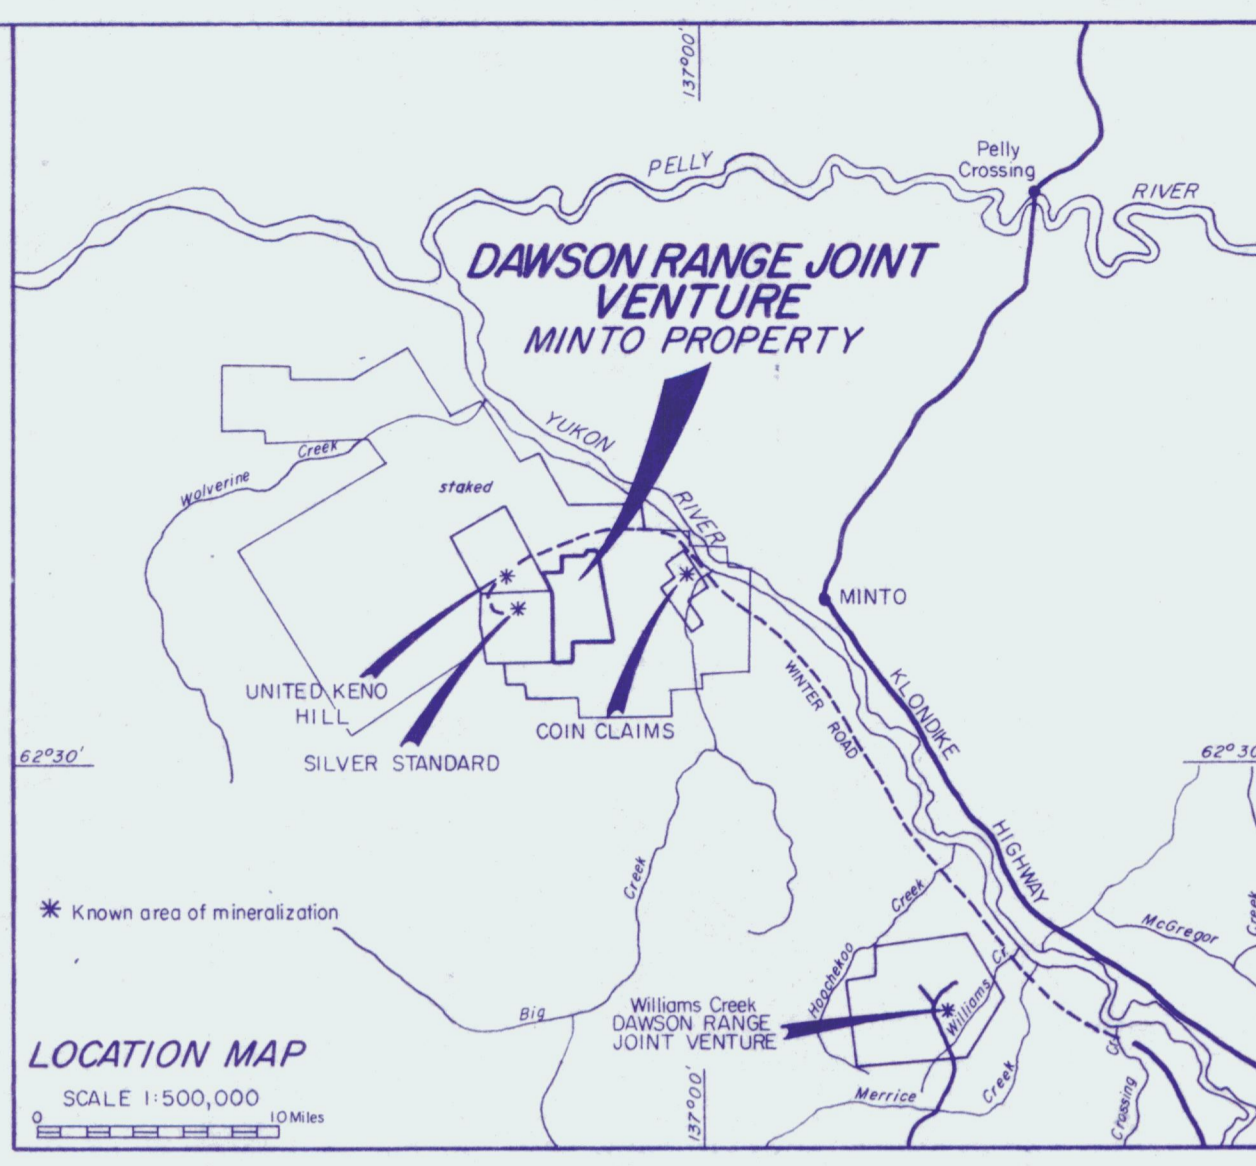 137°00'
PELLY
Pelly
Crossing
RIVER
DAWSON RANGE JOINT
VENTURE
MINTO PROPERTY
YUKON
RIVER
Wolverine
Creek
staked
MINTO
UNITED KENO
HILL
COIN CLAIMS
SILVER STANDARD
WINTER ROAD
KLONDIKE
HIGHWAY
62°30'
62°30
Creek
Creek
Creek
McGregor
Known area of mineralization
Hoochekoo
Cr.
Williams
Big
Williams Creek
DAWSON RANGE
JOINT VENTURE
Merrice
Creek
Cr.
Crossing
137°00'
LOCATION MAP
SCALE 1:500,000
0
10 Miles